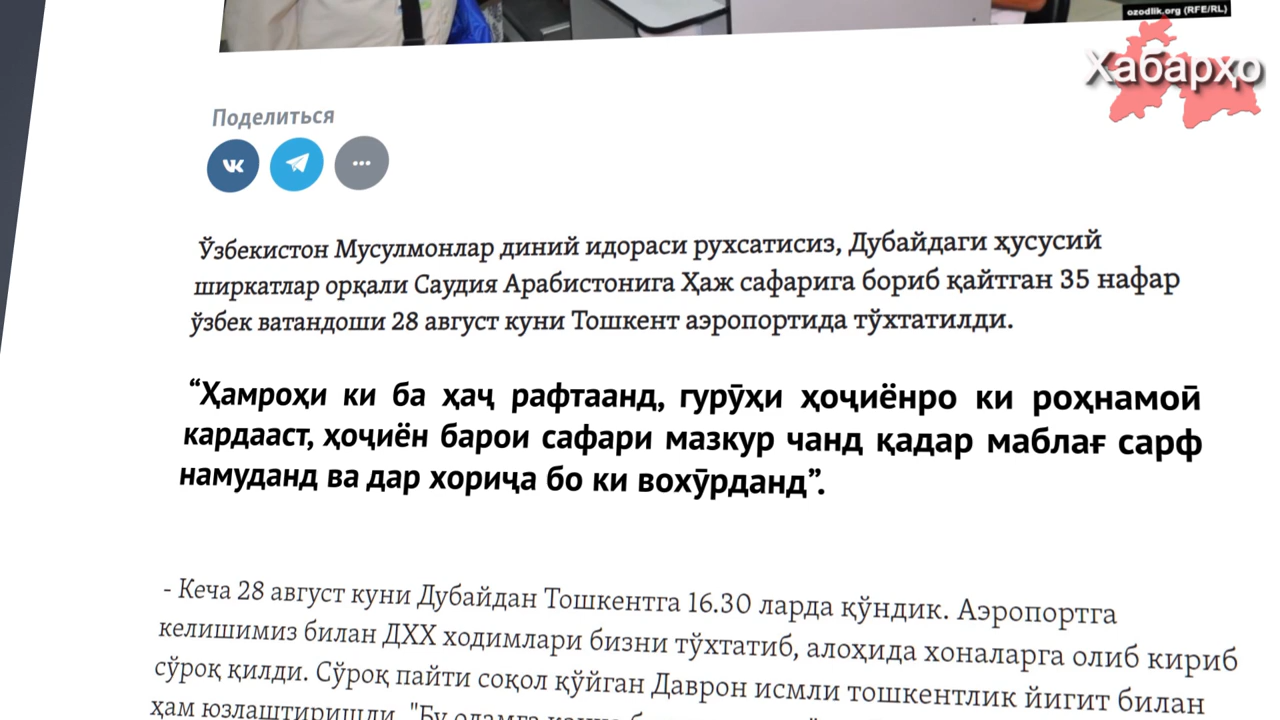 ozodlik.org (RFE/RL)
Хабарҳо
Поделиться
Ўзбекистон Мусулмонлар диний идораси рухсатисиз, Дубайдаги ҳусусий
ширкатлар орқали Саудия Арабистонига Ҳаж сафарига бориб қайтган 35 нафар
ўзбек ватандоши 28 август куни Тошкент аэропортида тўхтатилди.
“Ҳамроҳи ки ба ҳаҷ рафтаанд, гурӯҳи ҳоҷиёнро ки роҳнамоӣ
кардааст, ҳоҷиён барои сафари мазкур чанд қадар маблағ сарф
намуданд ва дар хориҷа бо ки вохӯрданд”.
- Кеча 28 август куни Дубайдан Тошкентга 16.30 ларда қўндик. Аэропортга
келишимиз билан ДХХ ходимлари бизни тўхтатиб, алоҳида хоналарга олиб кириб
сўроқ қилди. Сўроқ пайти соқол қўйган Даврон исмли тошкентлик йигит билан
ҳам юзлаштиришди. "Бу одамга